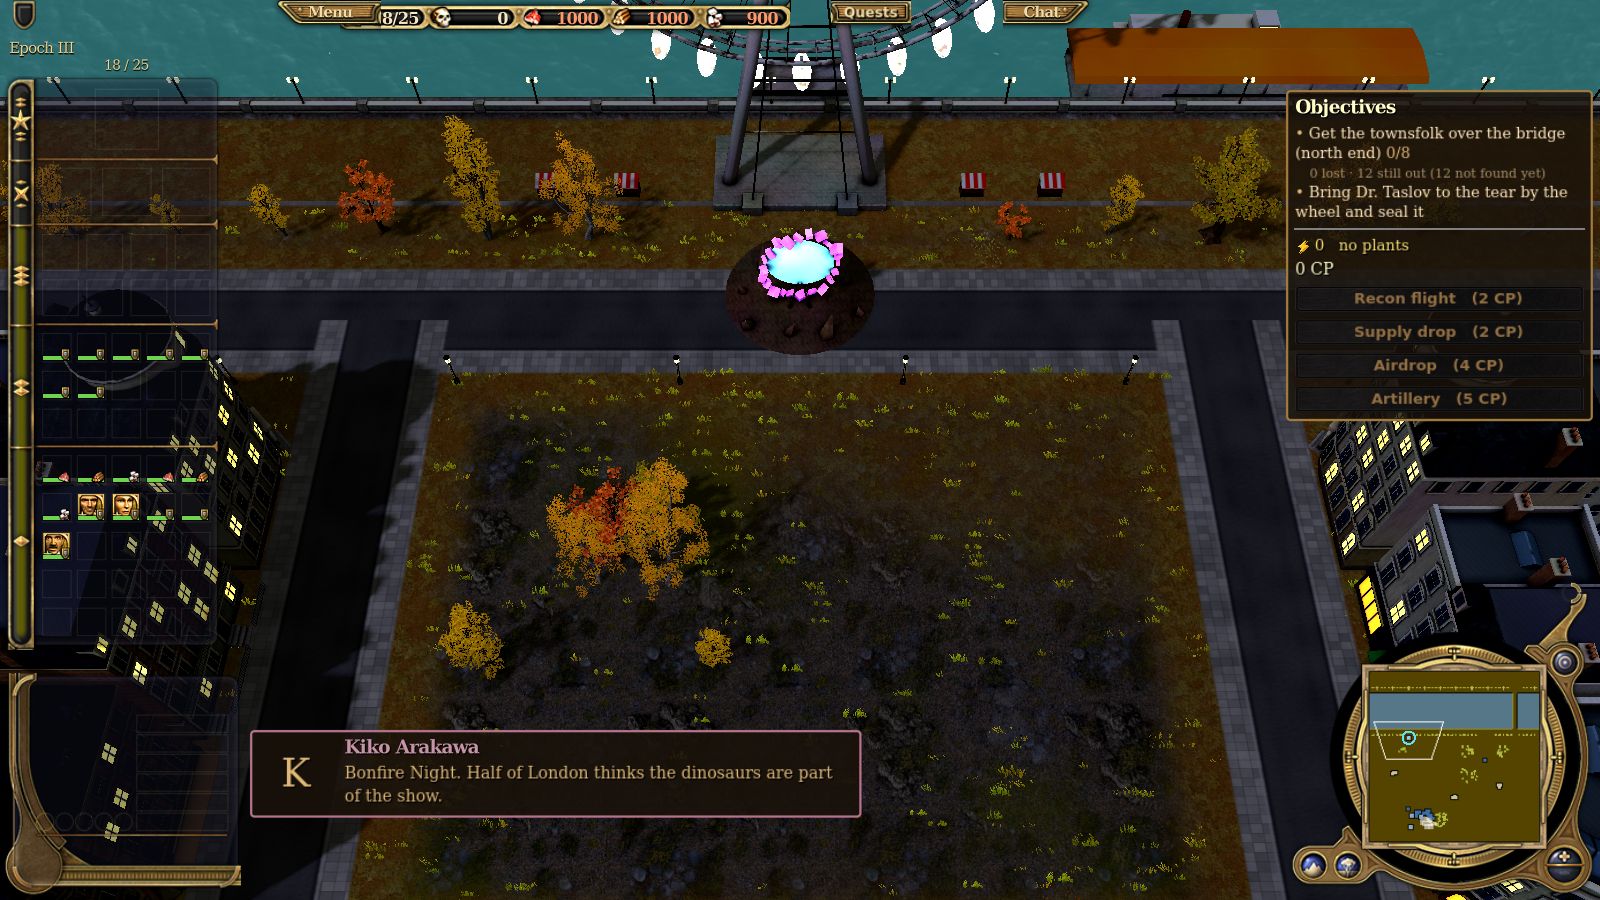 Menu
8/25
0
1000
1000
900
Quests
Chat
Epoch III
18 / 25
Objectives
• Get the townsfolk over the bridge
(north end) 0/8
0 lost · 12 still out (12 not found yet)
• Bring Dr. Taslov to the tear by the
wheel and seal it
0 no plants
0 CP
Recon flight (2 CP)
Supply drop (2 CP)
Airdrop (4 CP)
Artillery (5 CP)
K
Kiko Arakawa
Bonfire Night. Half of London thinks the dinosaurs are part
of the show.